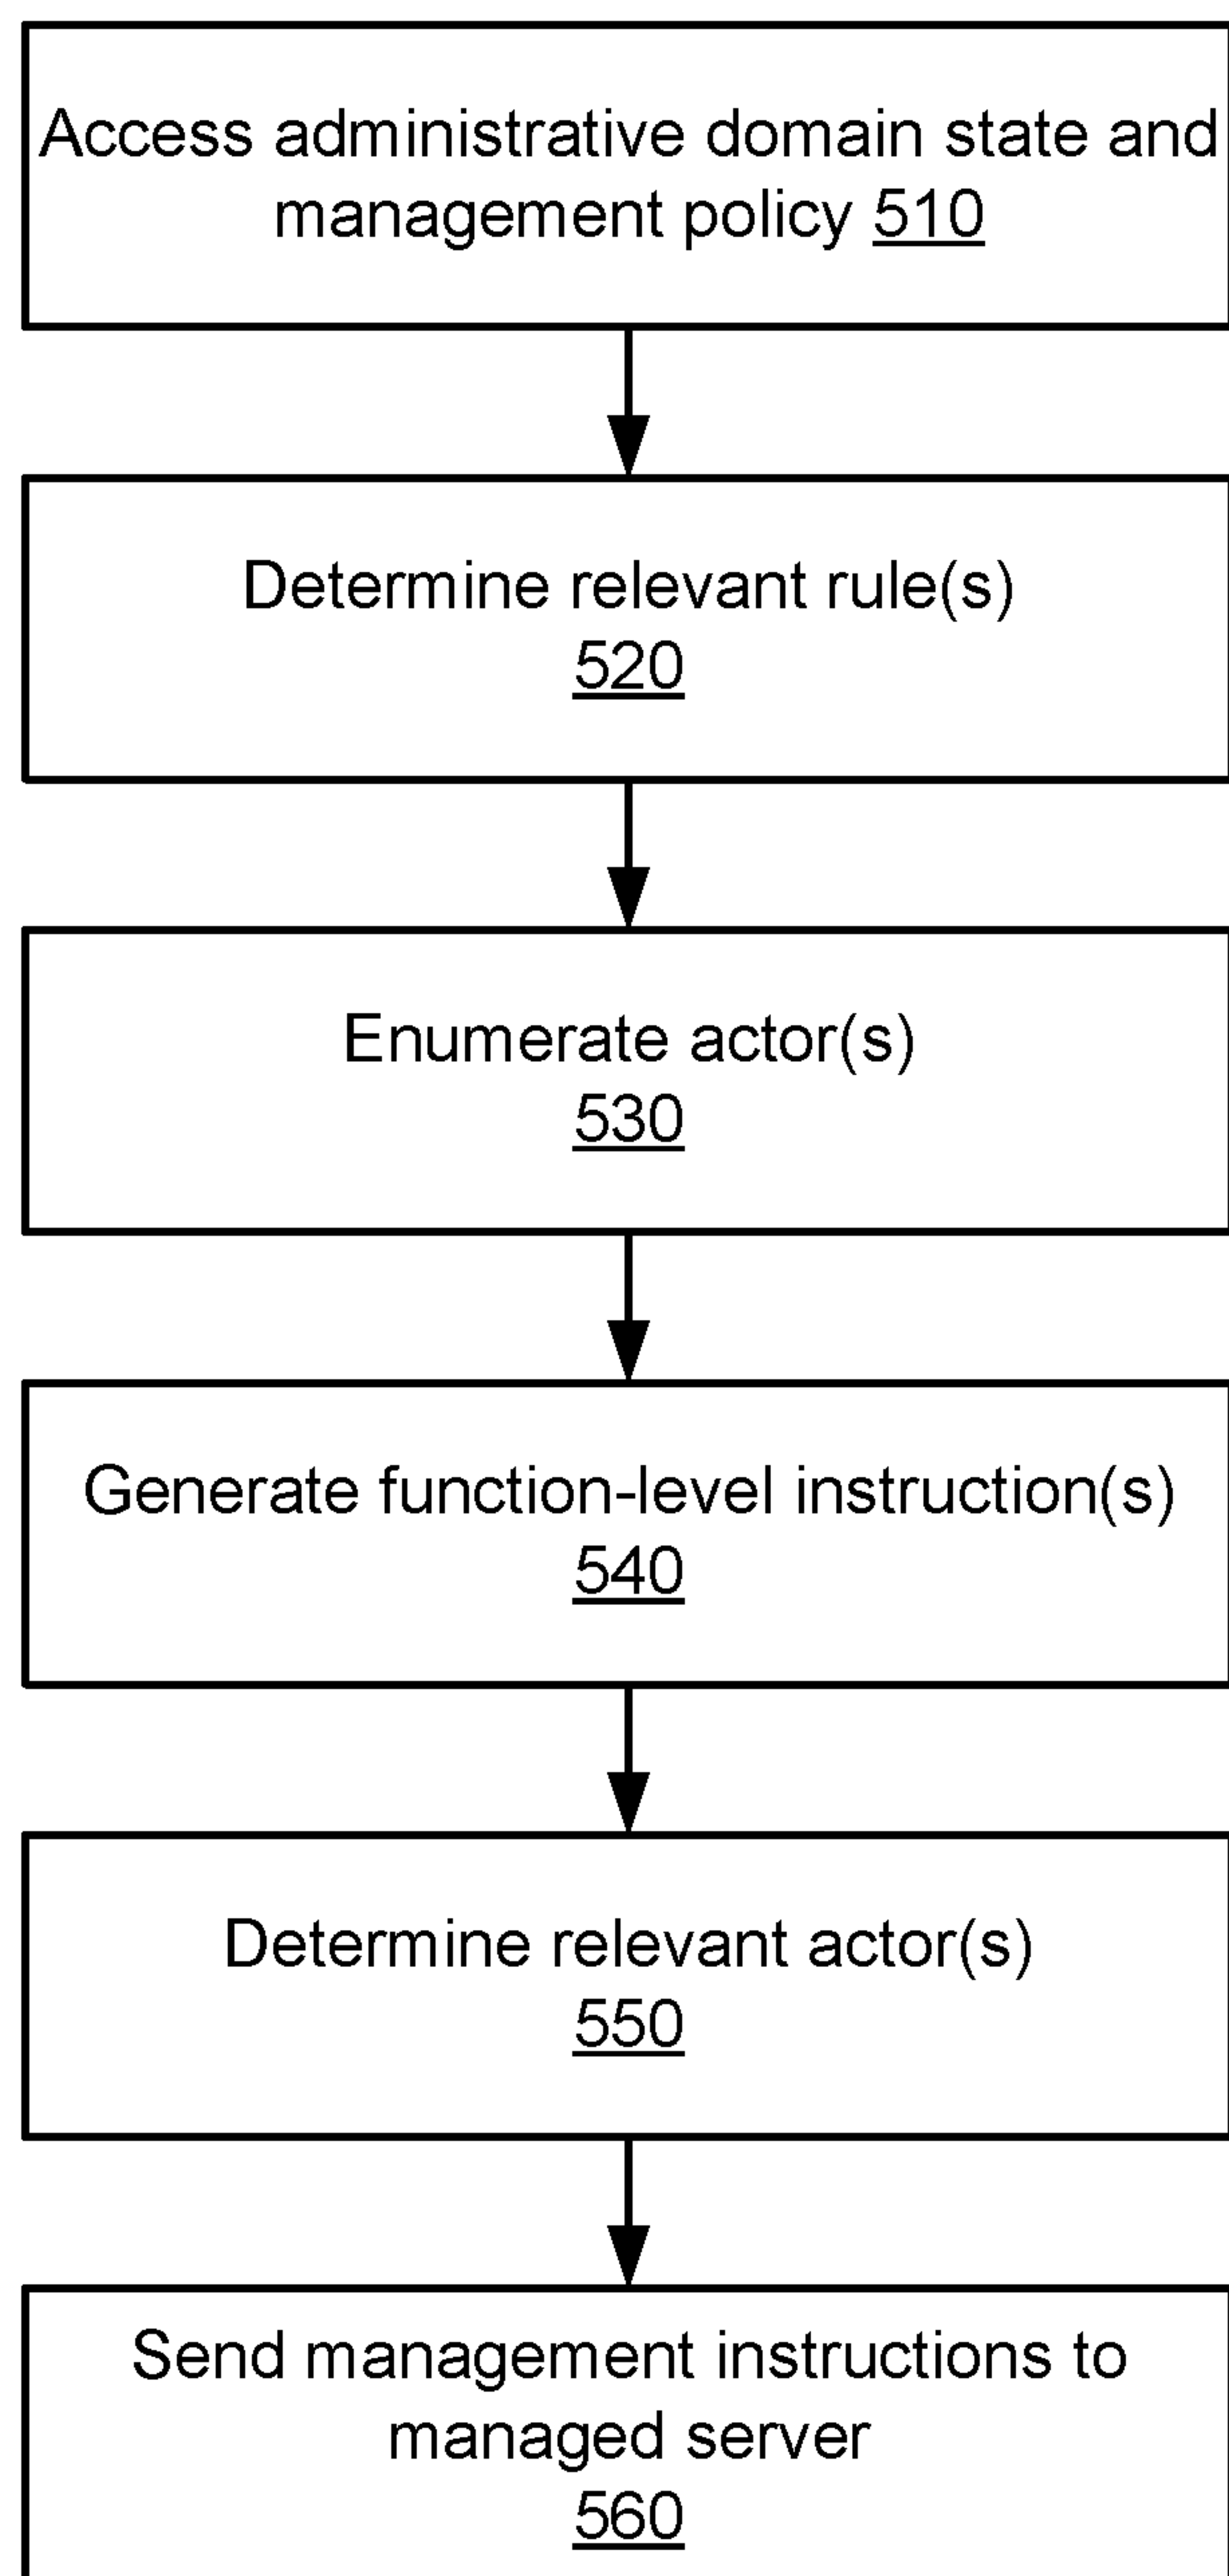 Access administrative domain state and
management policy 510
Determine relevant rule(s)
520
Enumerate actor(s)
530
Generate function-level instruction(s)
540
Determine relevant actor(s)
550
Send management instructions to
managed server
560